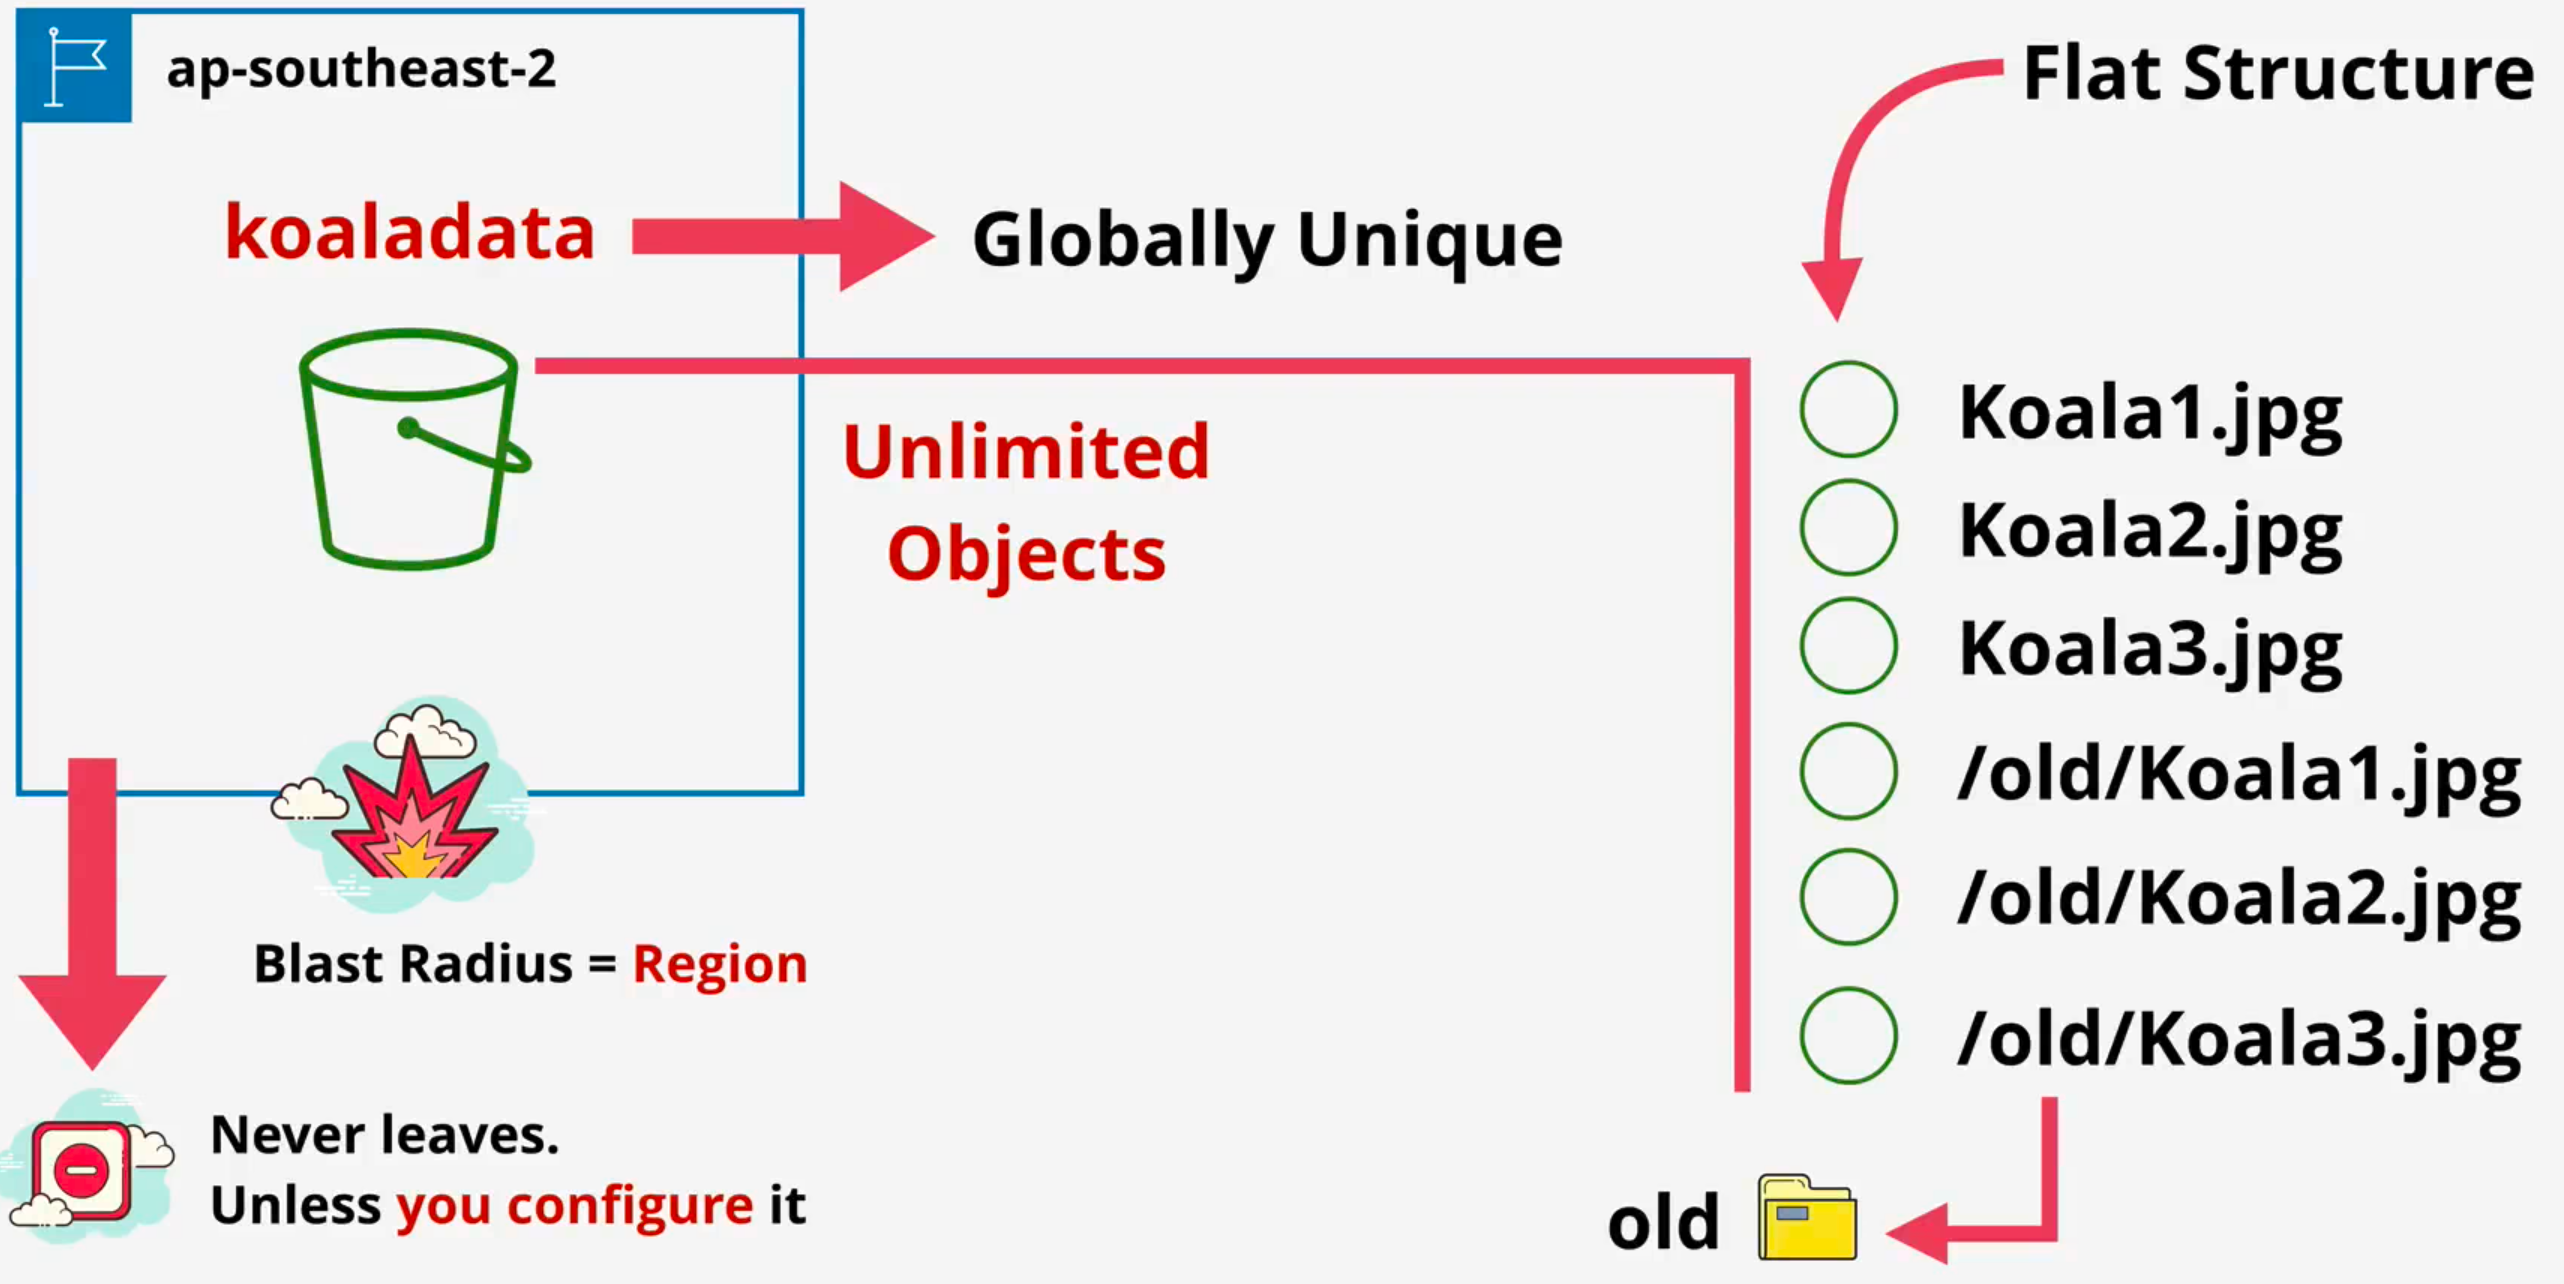 ap-southeast-2
koaladata
Globally Unique
Unlimited
Objects
Blast Radius = Region
Never leaves.
Unless you configure it
Flat Structure
Koala1.jpg
Koala2.jpg
Koala3.jpg
/old/Koala1.jpg
/old/Koala2.jpg
/old/Koala3.jpg
old